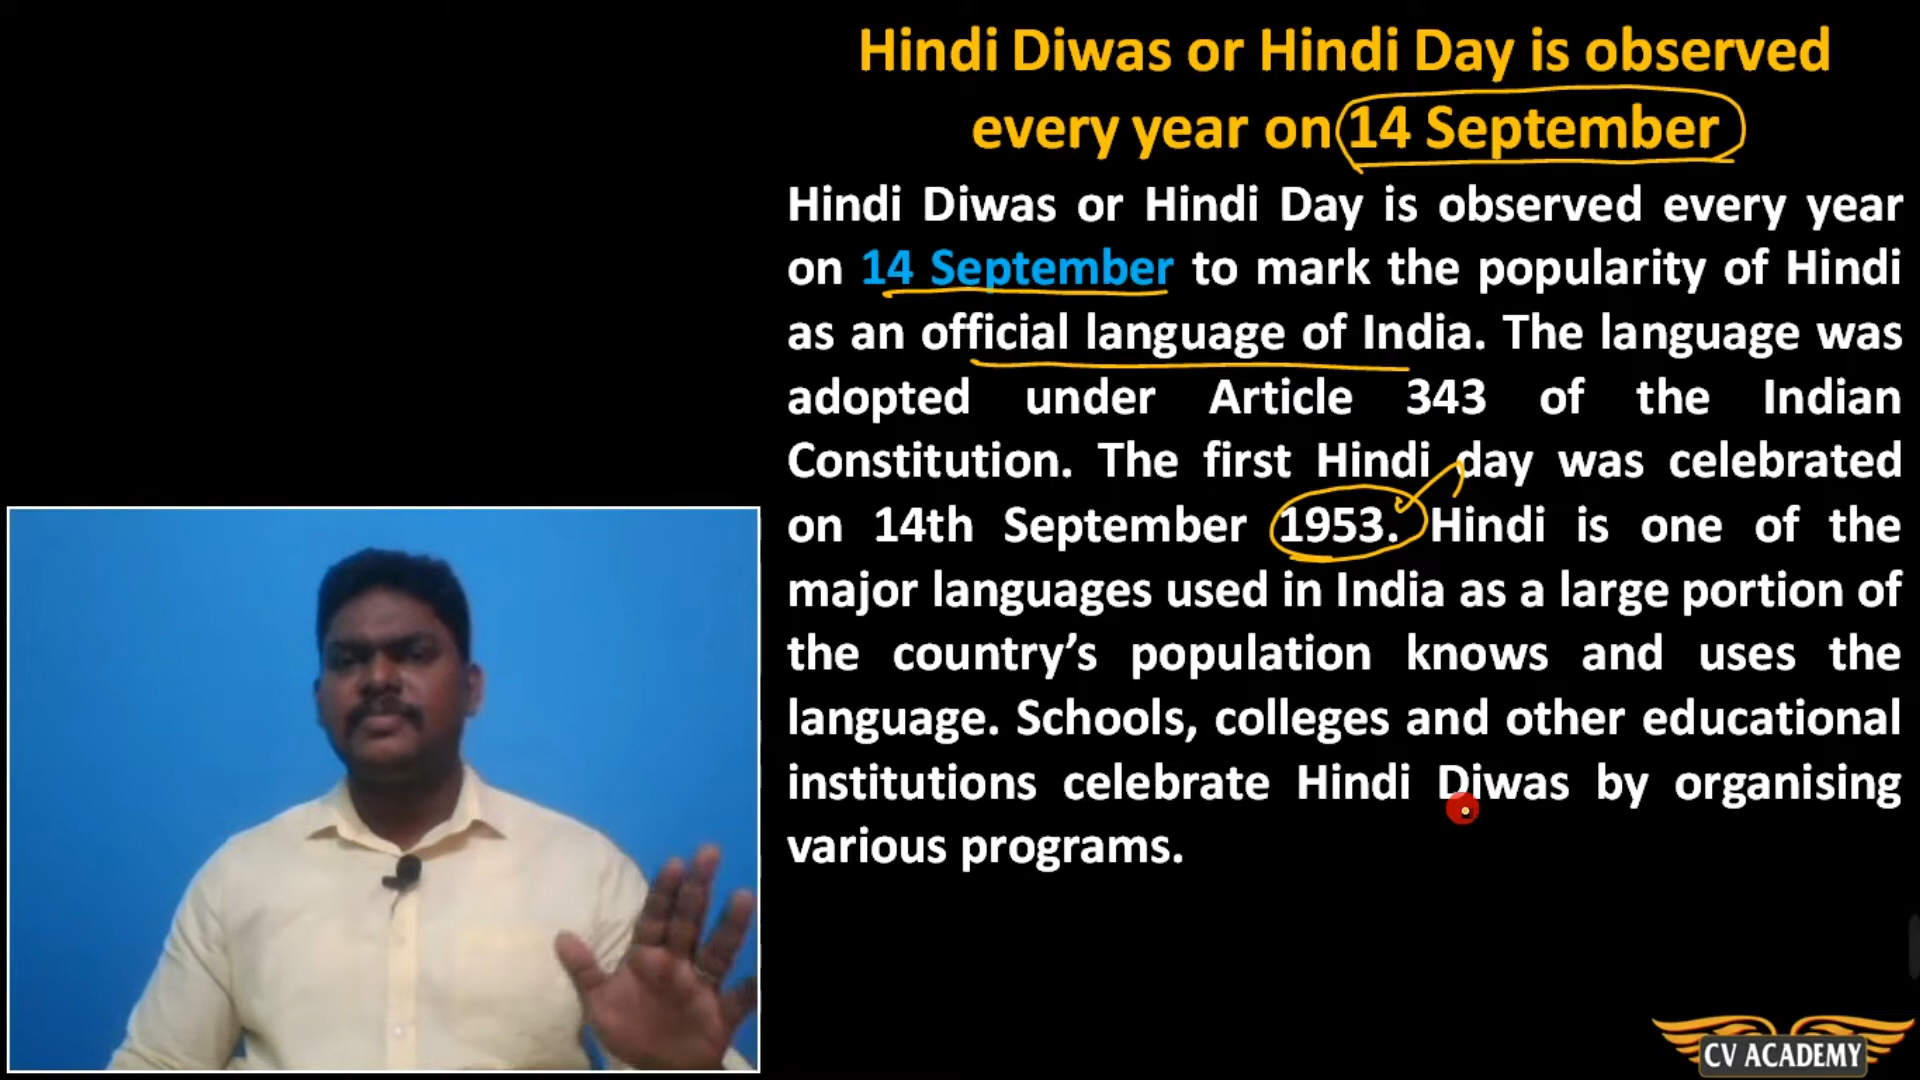 Hindi Diwas or Hindi Day is observed
every year on 14 September
Hindi Diwas or Hindi Day is observed every year
on 14 September to mark the popularity of Hindi
as an official language of India. The language was
adopted under Article 343 of the Indian
Constitution. The first Hindi day was celebrated
on 14th September 1953. Hindi is one of the
major languages used in India as a large portion of
the country’s population knows and uses the
language. Schools, colleges and other educational
institutions celebrate Hindi Diwas by organising
various programs.
CV ACADEMY